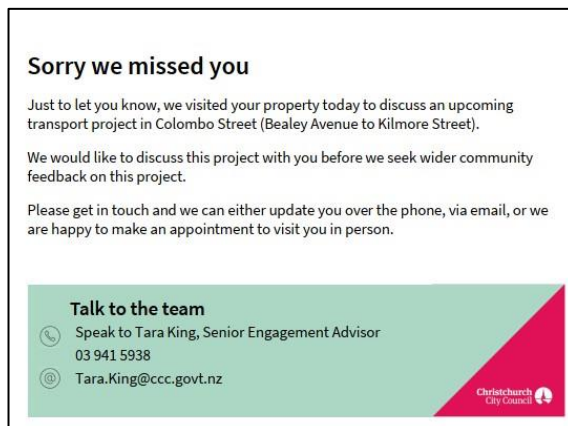 Sorry we missed you
Just to let you know, we visited your property today to discuss an upcoming
transport project in Colombo Street (Bealey Avenue to Kilmore Street).
We would like to discuss this project with you before we seek wider community
feedback on this project.
Please get in touch and we can either update you over the phone, via email, or we
are happy to make an appointment to visit you in person.
Talk to the team
Speak to Tara King, Senior Engagement Advisor
03 941 5938
@ Tara.King@ccc.govt.nz
Christchurch
City Council